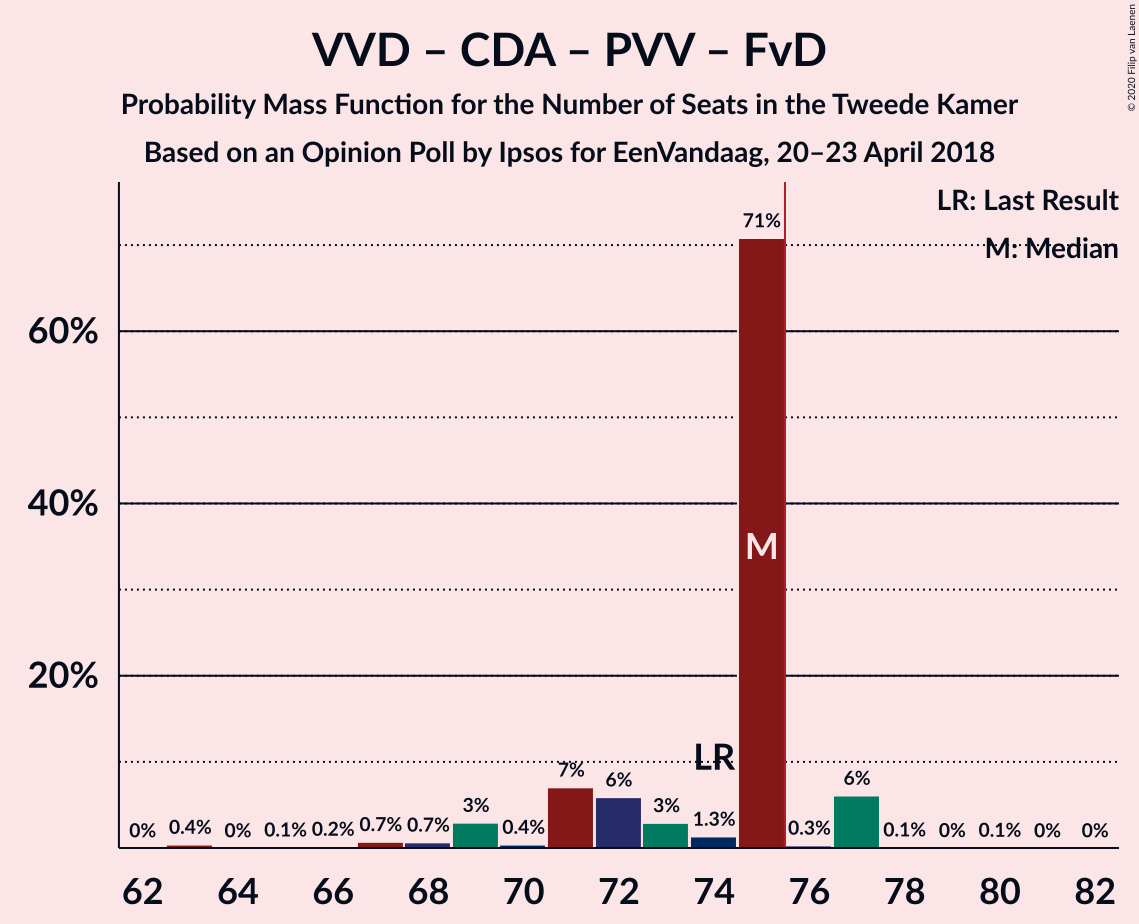 VVD – CDA – PVV – FvD
Probability Mass Function for the Number of Seats in the Tweede Kamer
Based on an Opinion Poll by Ipsos for EenVandaag, 20–23 April 2018
© 2020 Filip van Laenen
LR: Last Result
M: Median
71%
60%
40%
M
20%
LR
7%
6%
6%
3%
3%
1.3%
0% 0.4% 0% 0.1% 0.2% 0.7% 0.7% 0.4% 0.3% 0.1% 0% 0.1% 0% 0%
62 64 66 68 70 72 74 76 78 80 82